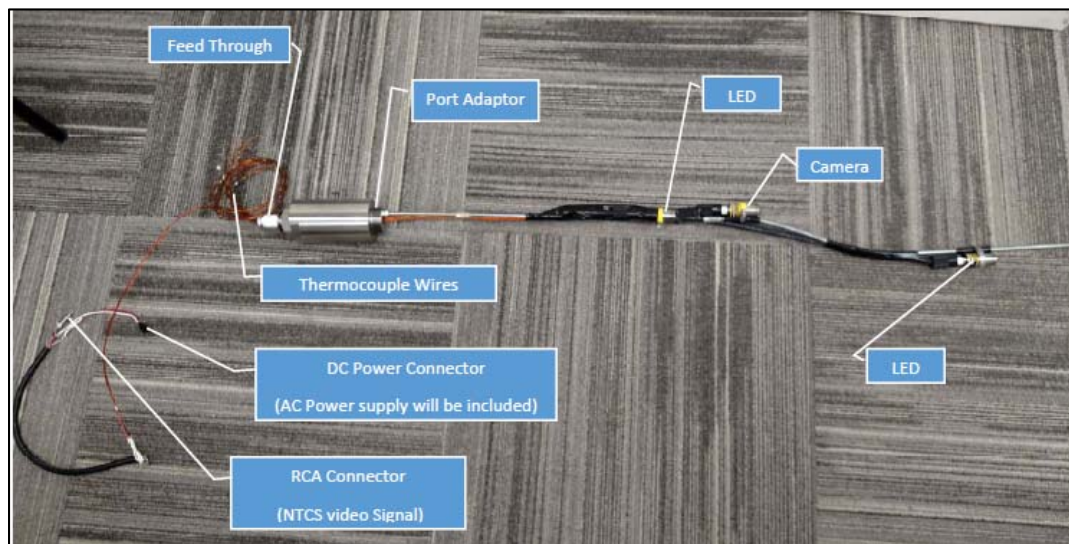 Feed Through
Port Adaptor
LED
Camera
Thermocouple Wires
DC Power Connector
(AC Power supply will be included)
LED
RCA Connector
(NTCS video Signal)